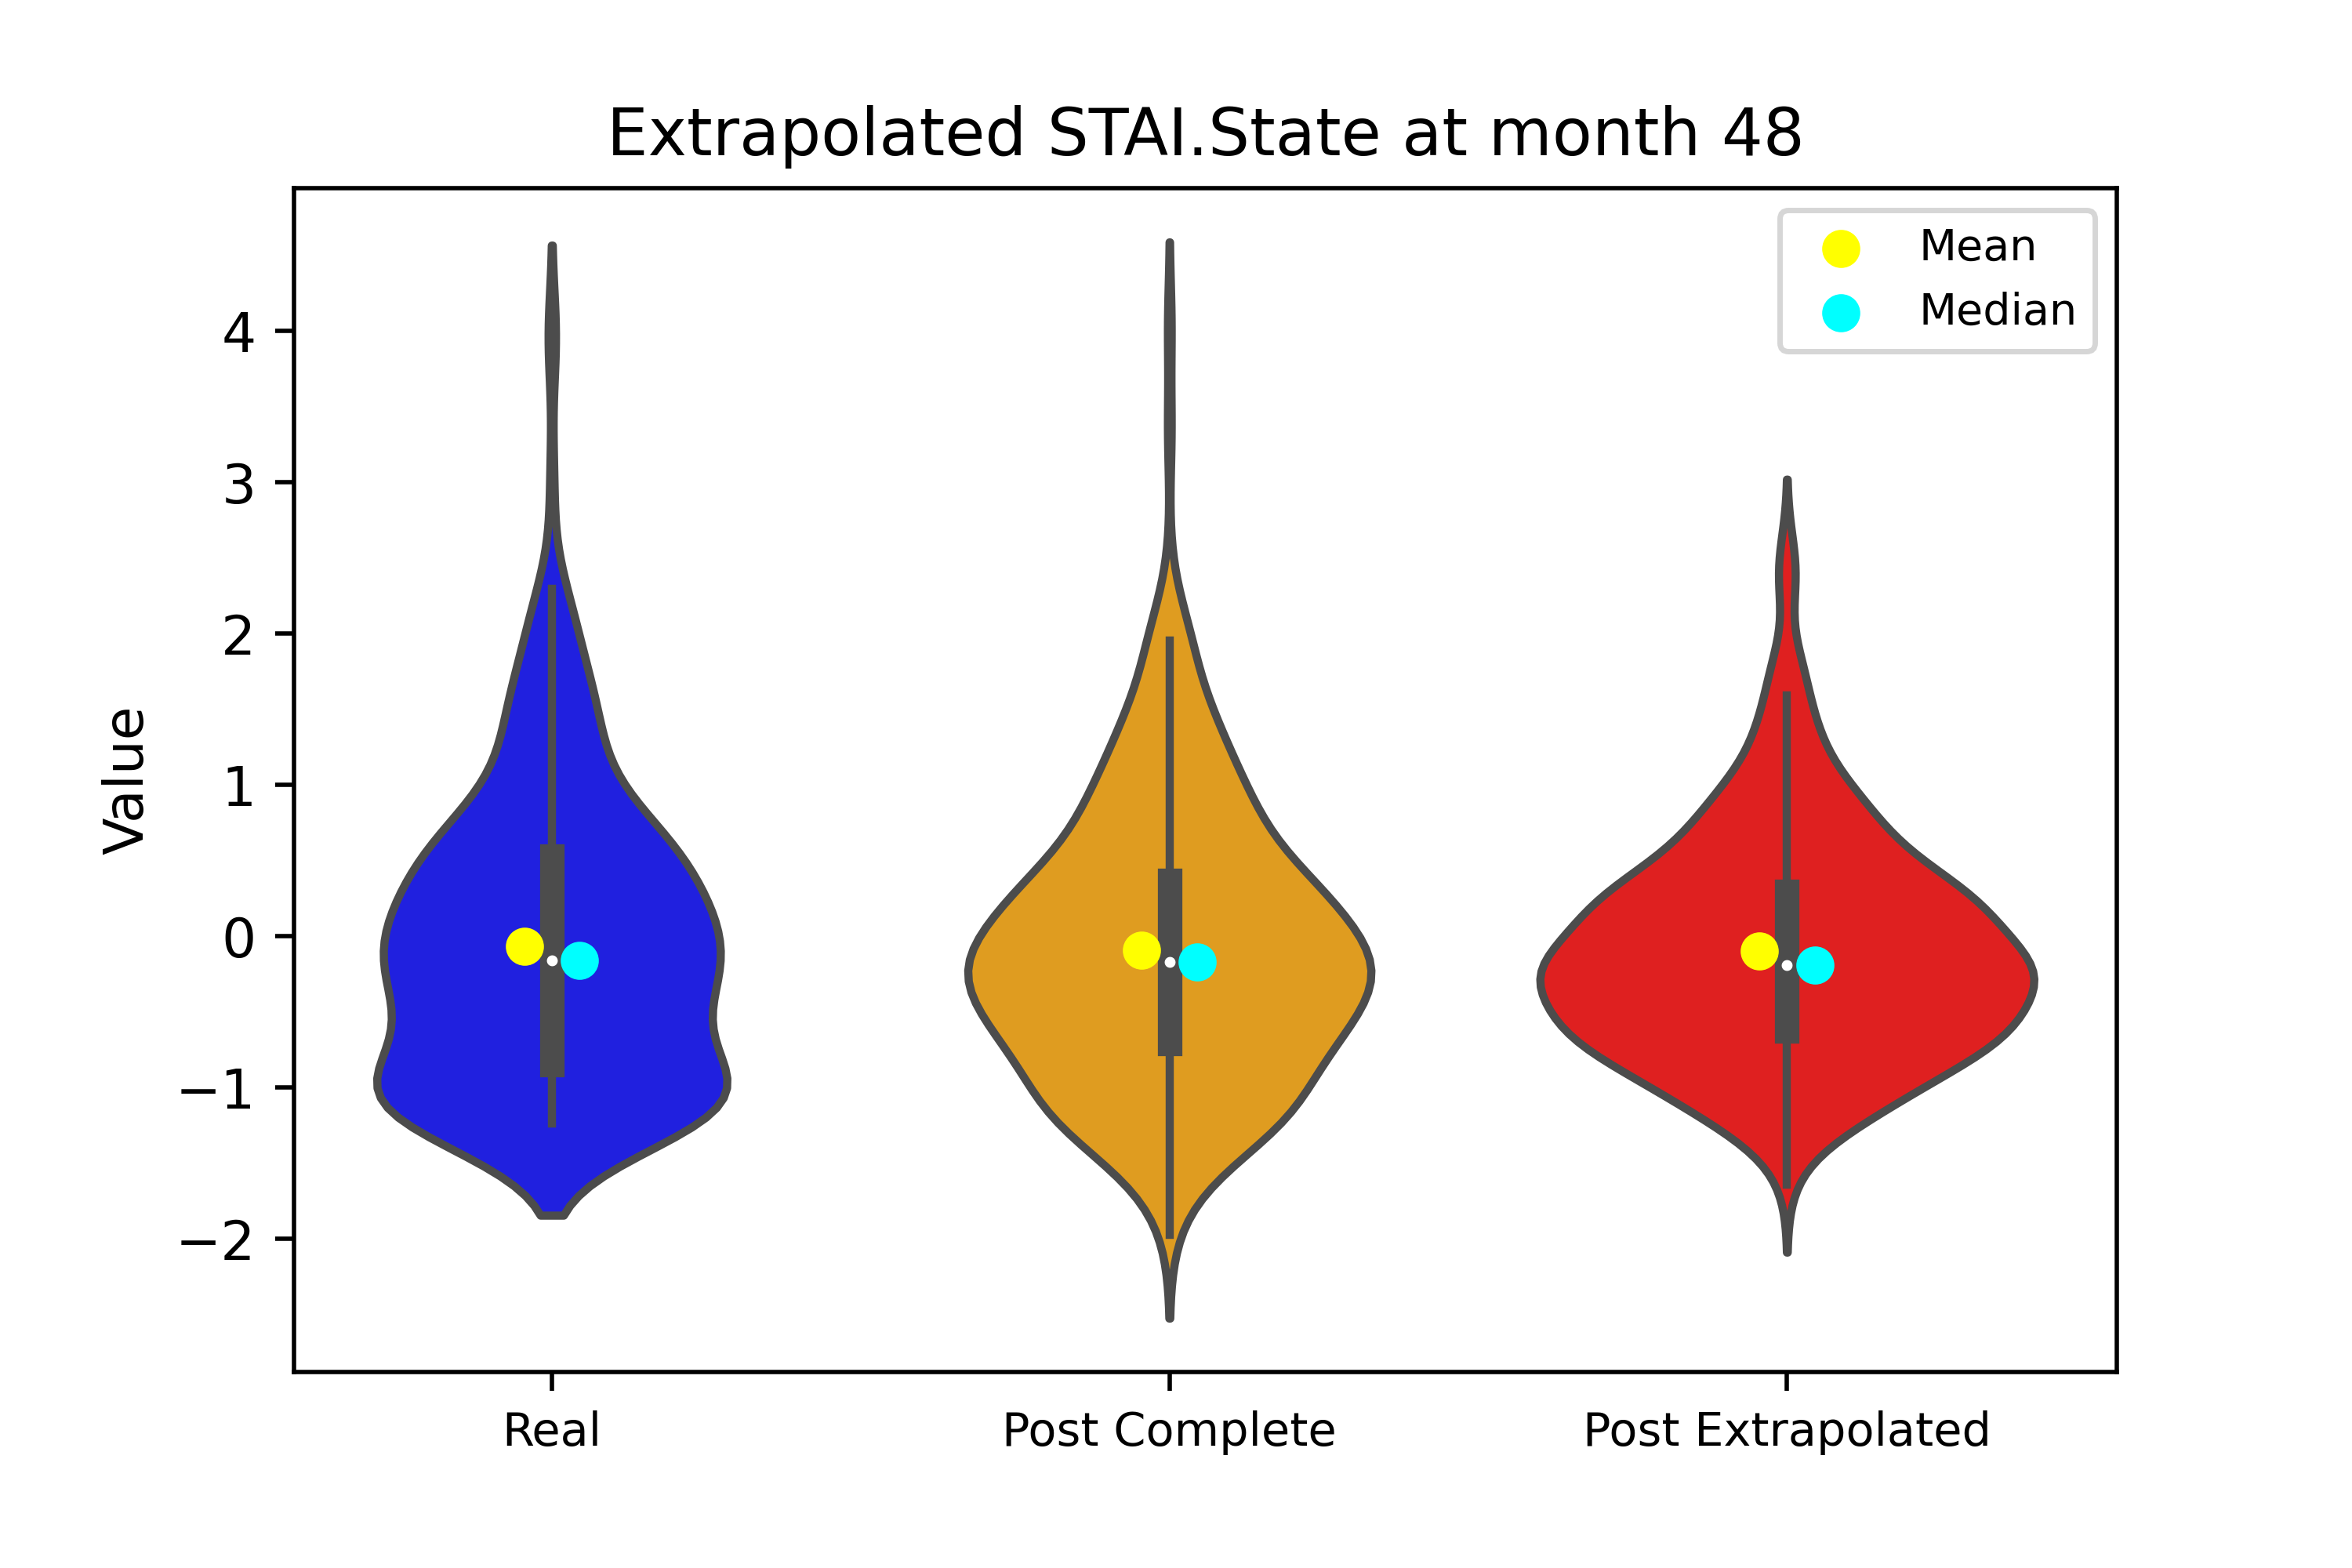 Extrapolated STAI.State at month 48
Mean
Median
4
3
2
1
0
−1
−2
Value
Real
Post Complete
Post Extrapolated